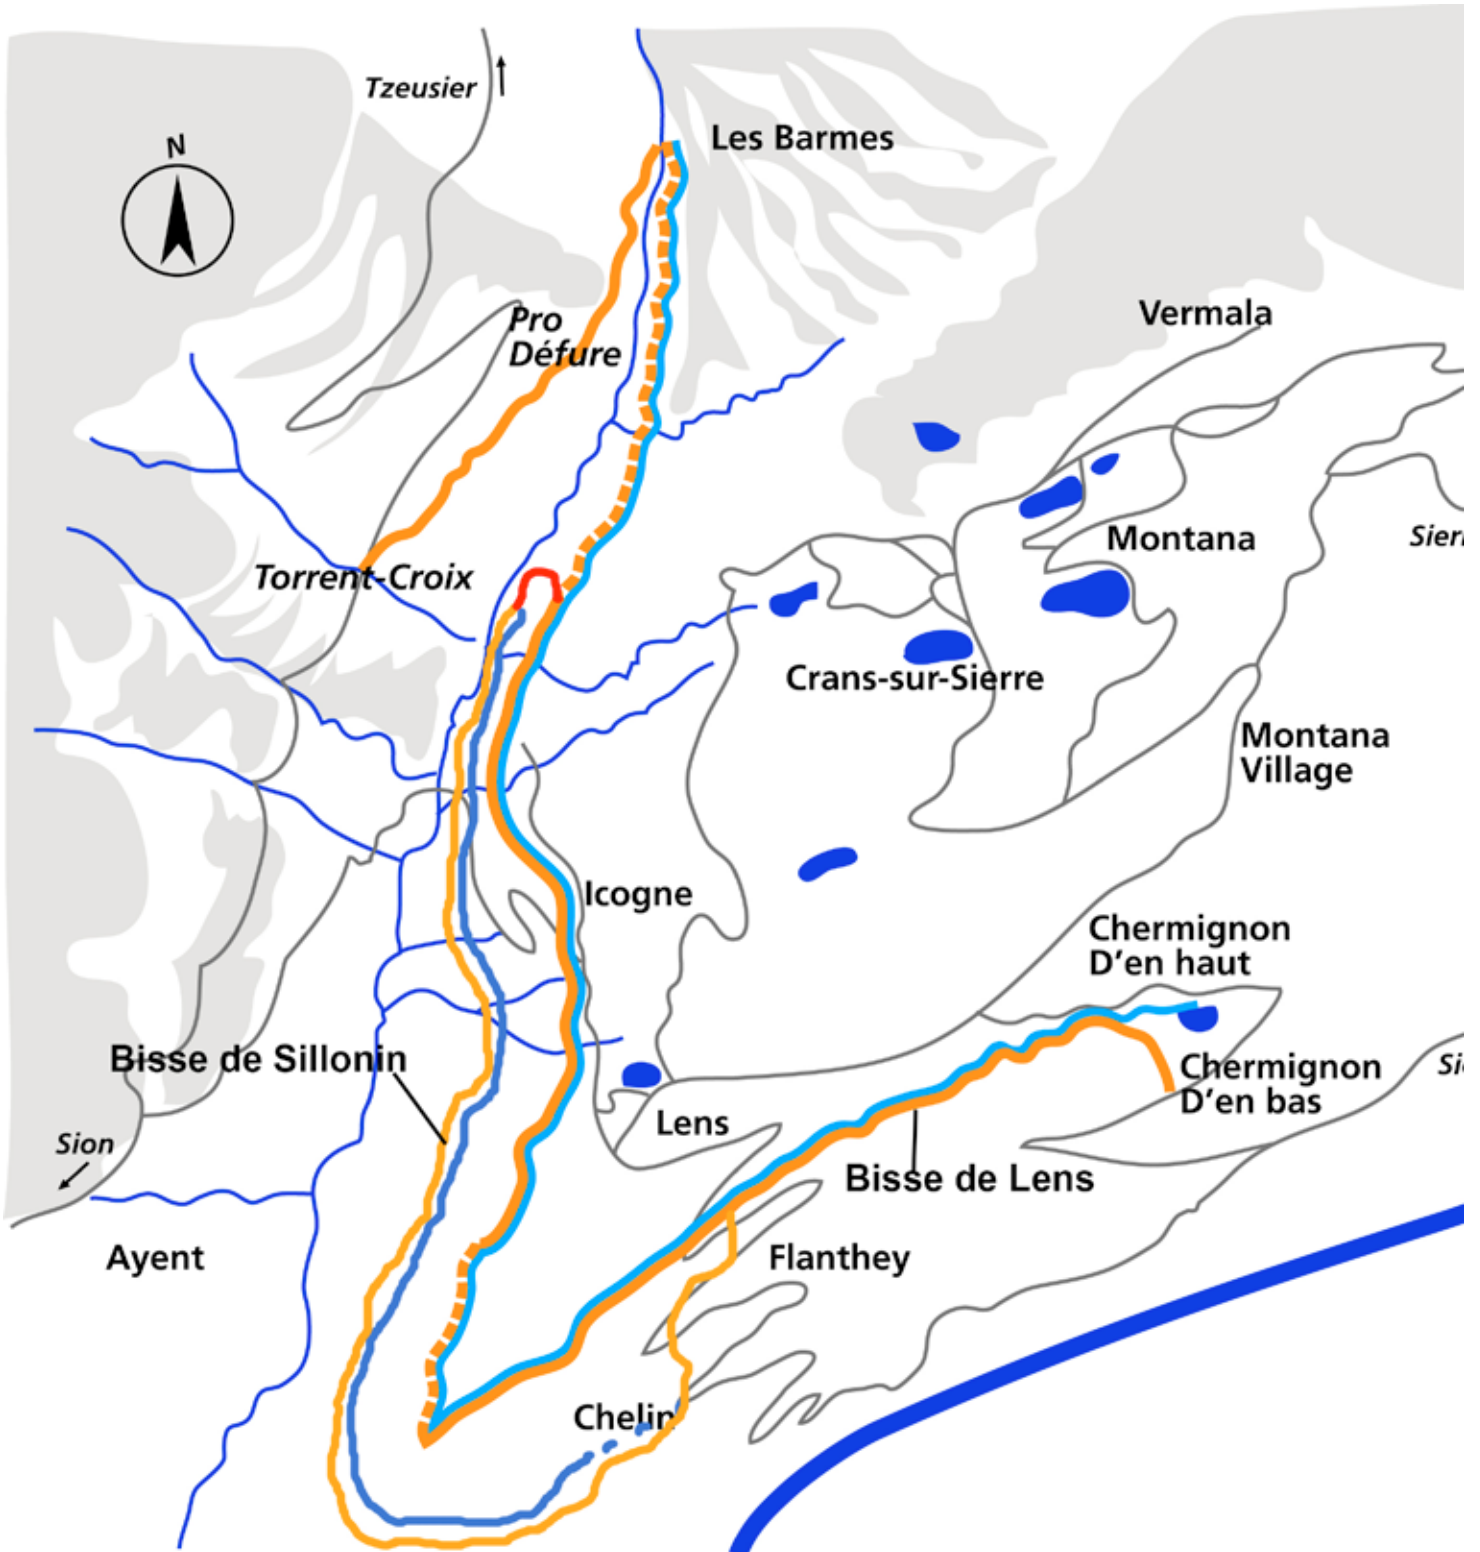 Tzeusier
N
Les Barmes
Pro
Défure
Vermala
Torrent-Croix
Montana
Crans-sur-Sierre
Montana
Village
Icogne
Chermignon
D'en haut
Bisse de Sillonin
Chermignon
D'en bas
Lens
Sion
Bisse de Lens
Ayent
Flanthey
Chelin